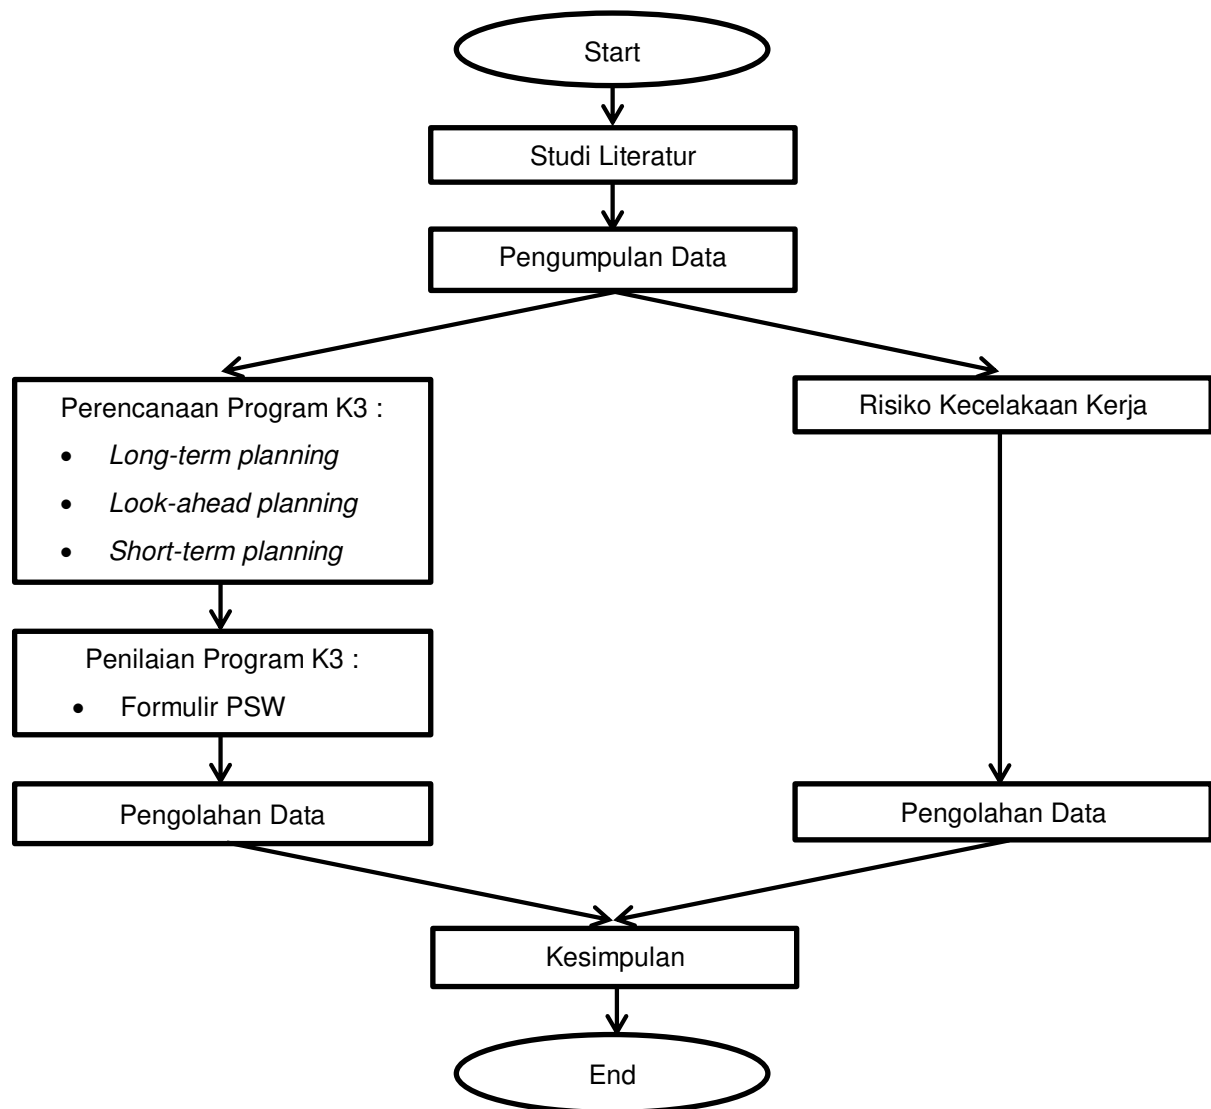 Start
Studi Literatur
Pengumpulan Data
Perencanaan Program K3 :
• Long-term planning
• Look-ahead planning
• Short-term planning
Penilaian Program K3 :
• Formulir PSW
Pengolahan Data
Risiko Kecelakaan Kerja
Pengolahan Data
Kesimpulan
End